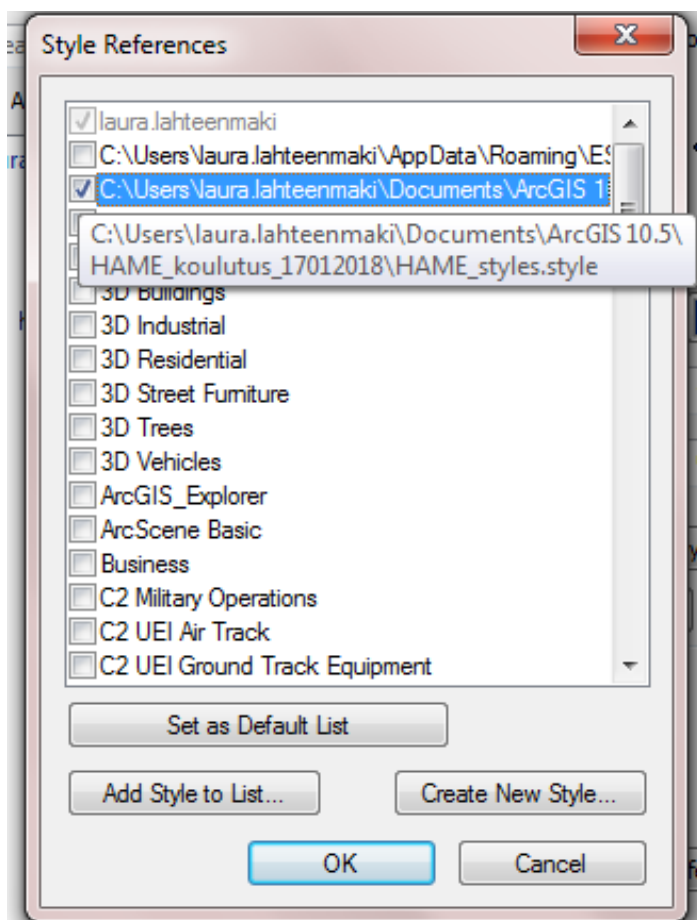 Style References
laura.lahteenmaki
C:\Users\laura.lahteenmaki\AppData\Roaming\ES
C:\Users\laura.lahteenmaki\Documents\ArcGIS 1
C:\Users\laura.lahteenmaki\Documents\ArcGIS 10.5\
HAME_koulutus_17012018\HAME_styles.style
3D Buildings
3D Industrial
3D Residential
3D Street Furniture
3D Trees
3D Vehicles
ArcGIS_Explorer
ArcScene Basic
Business
C2 Military Operations
C2 UEI Air Track
C2 UEI Ground Track Equipment
Set as Default List
Add Style to List...
Create New Style...
OK
Cancel